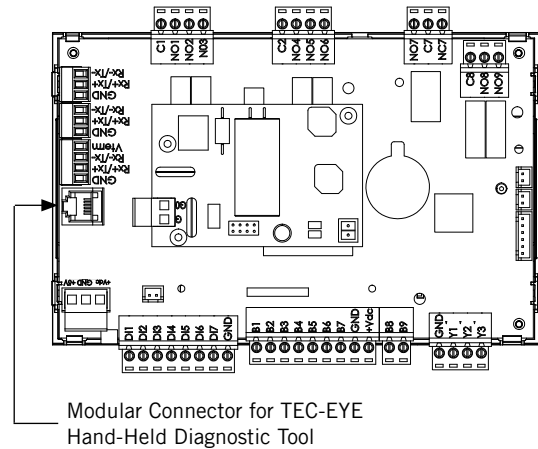 C1 NO1 NO2 N03
C2 NO4 NO5 NO6
NO7 C7 NC7
C8 NO8 NO9
Rx-/Tx-
Rx+/Tx+
GND
Rx-/Tx-
Rx+/Tx+
GND
Vterm
Rx-/Tx-
Rx+/Tx+
GND
GND +Vdc
DI1 DI2 DI3 DI4 DI5 DI6 DI7 GND
B1 B2 B3 B4 B5 B6 B7 GND +Vdc
B8 B9
GND Y1 Y2 Y3
Modular Connector for TEC-EYE
Hand-Held Diagnostic Tool